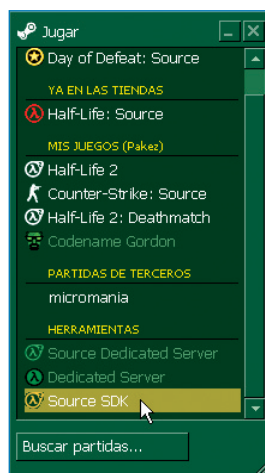 Jugar
Day of Defeat: Source
YA EN LAS TIENDAS
Half-Life: Source
MIS JUEGOS (Pakez)
Half-Life 2
Counter-Strike: Source
Half-Life 2: Deathmatch
Codename Gordon
PARTIDAS DE TERCEROS
micromania
HERRAMIENTAS
Source Dedicated Server
Dedicated Server
Source SDK
Buscar partidas...